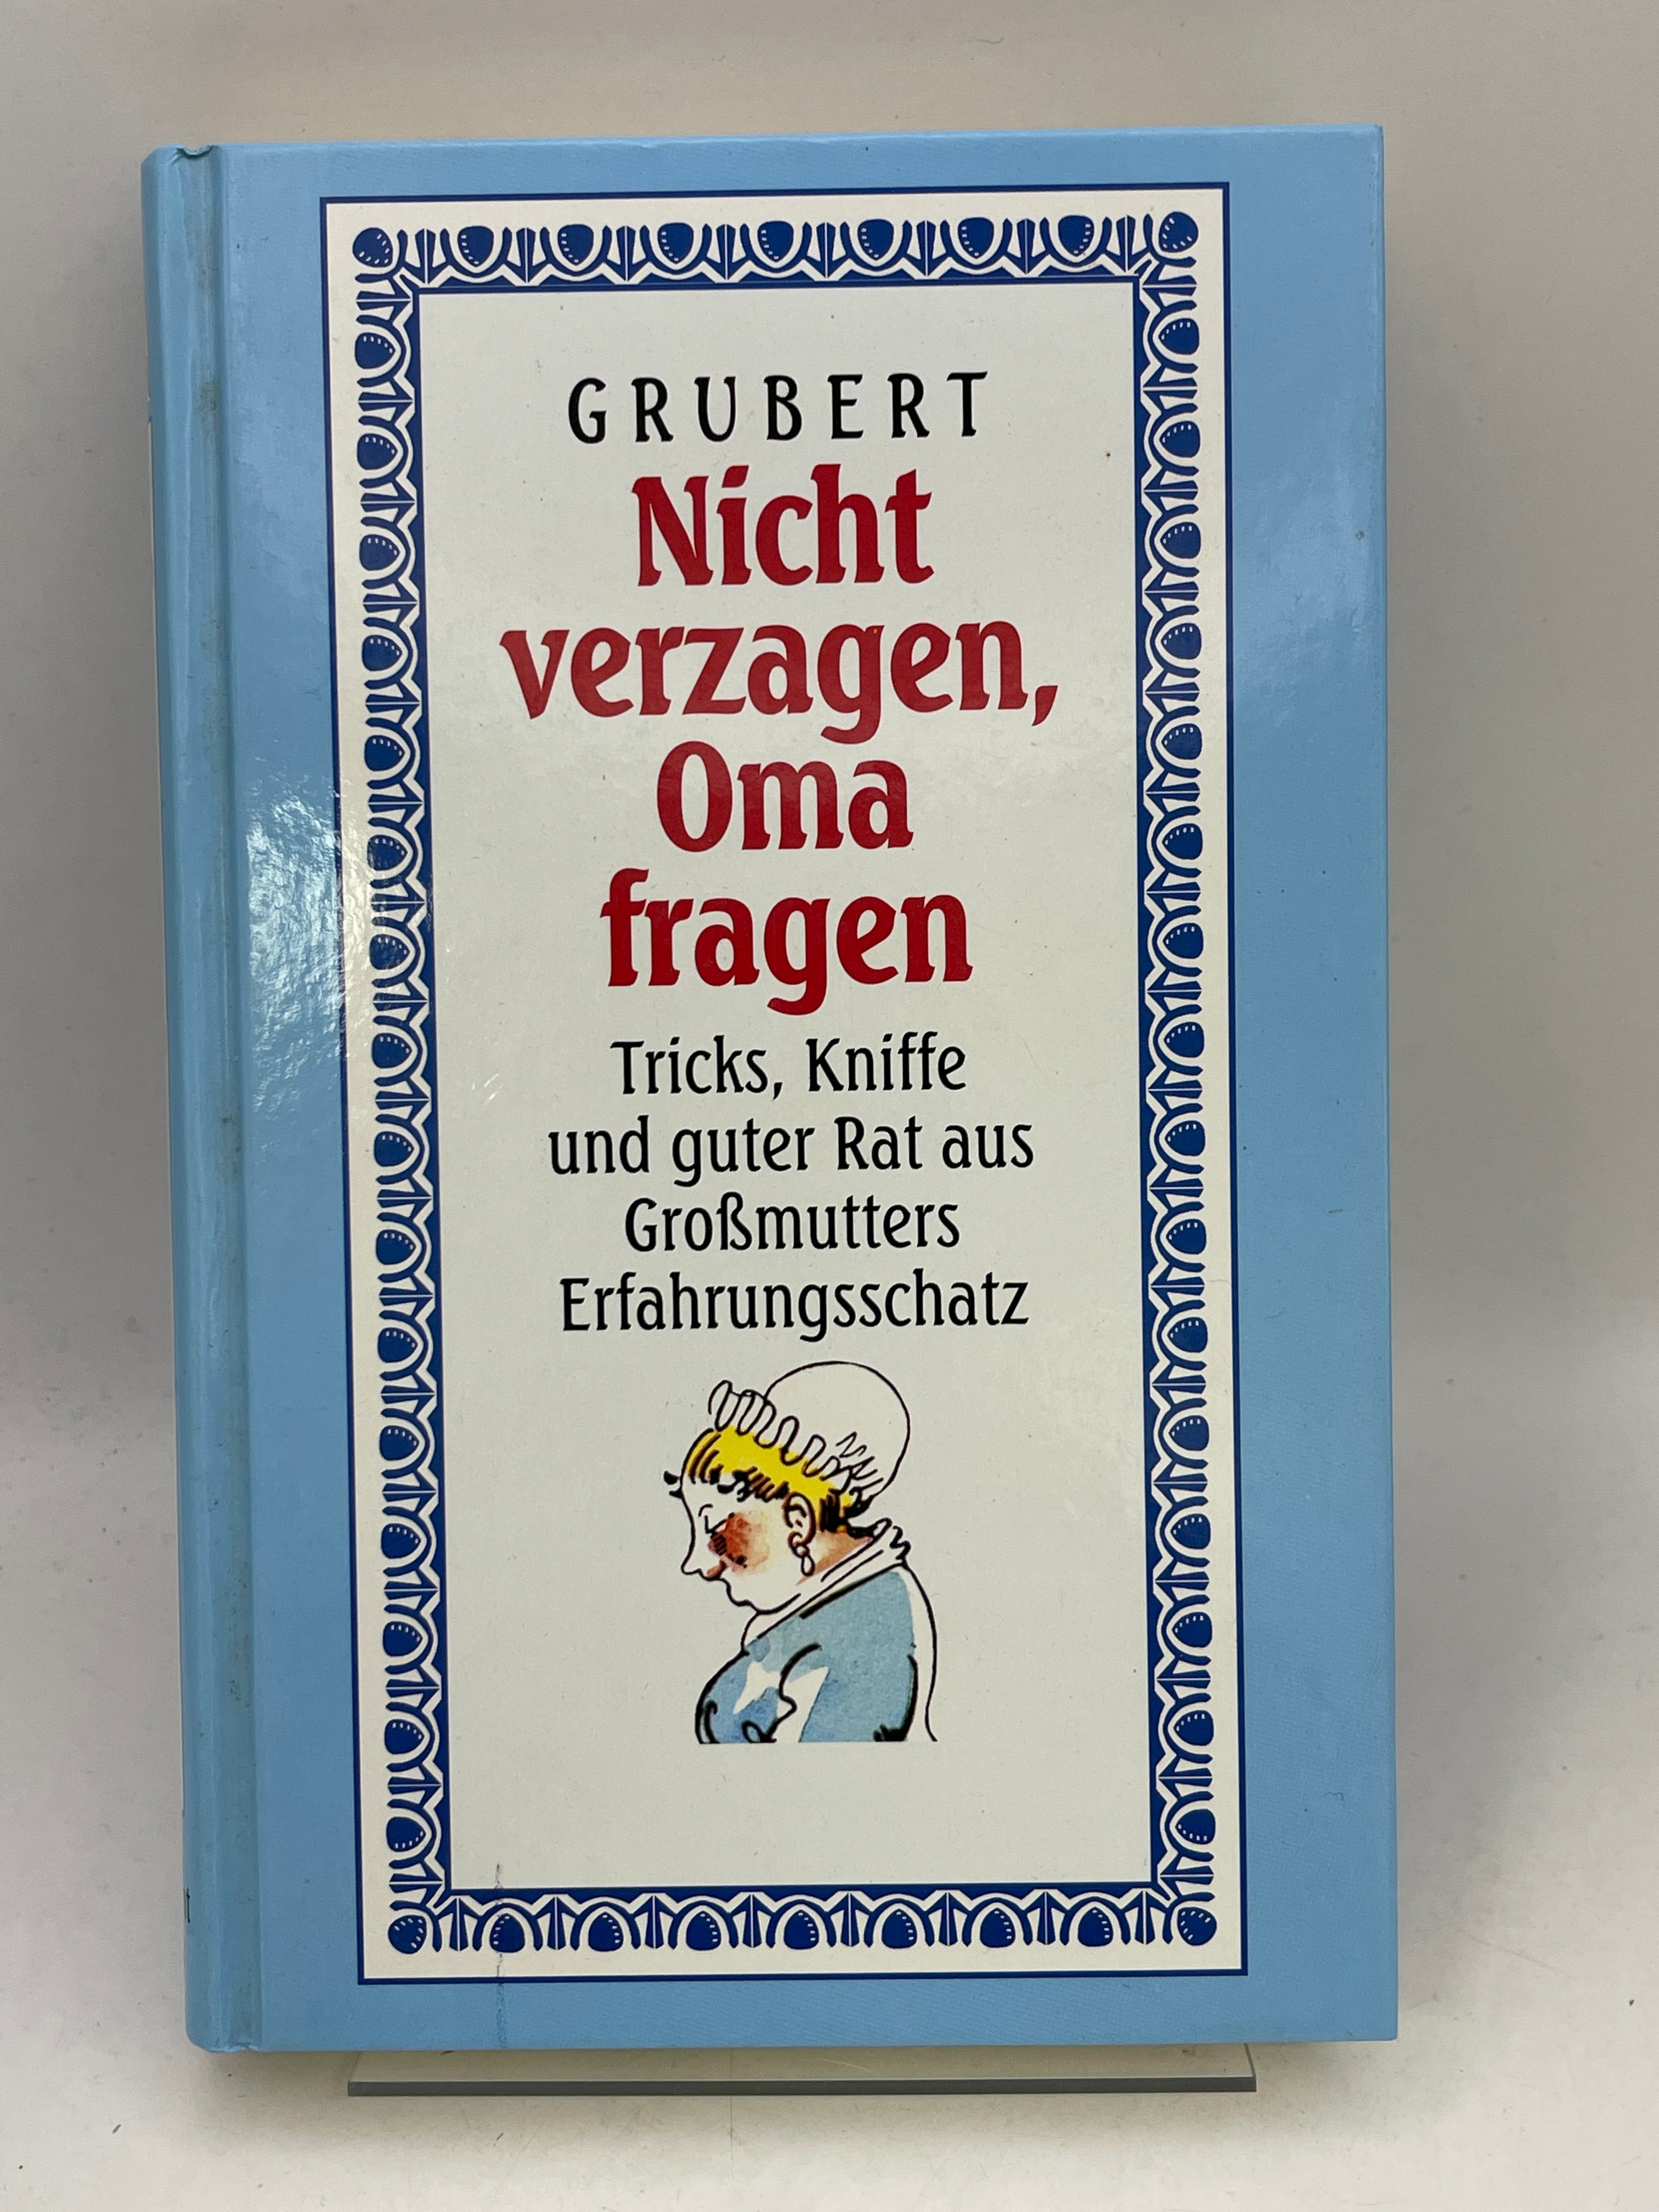 GRUBERT
Nicht
verzagen,
Oma
fragen
Tricks, Kniffe
und guter Rat aus
Großmutters
Erfahrungsschatz